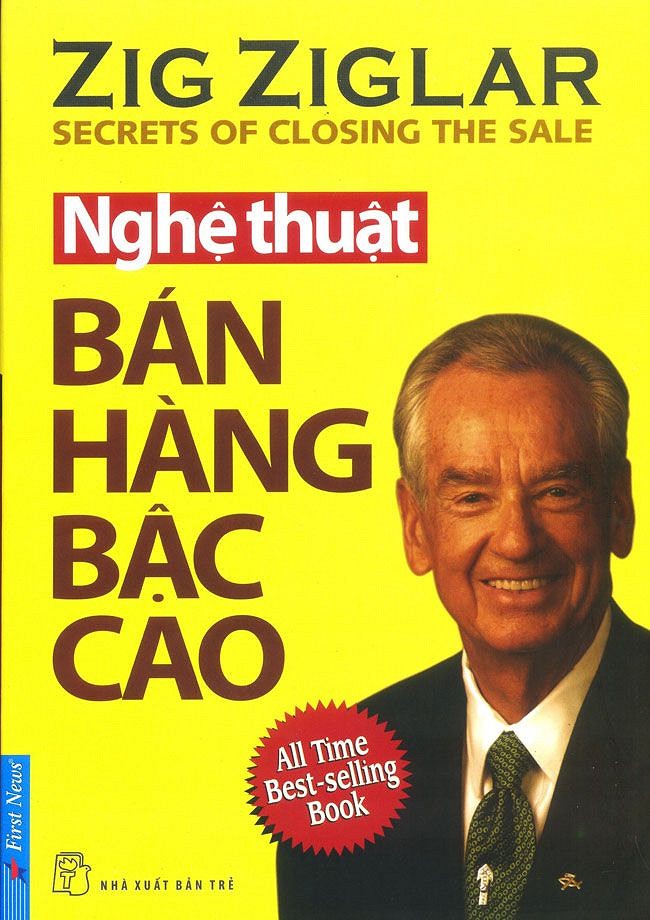 ZIG ZIGLAR
SECRETS OF CLOSING THE SALE
Nghệ thuật
BÁN
HÀNG
BẬC
CAO
All Time
Best-selling
Book
First News
T
NHÀ XUẤT BẢN TRẺ